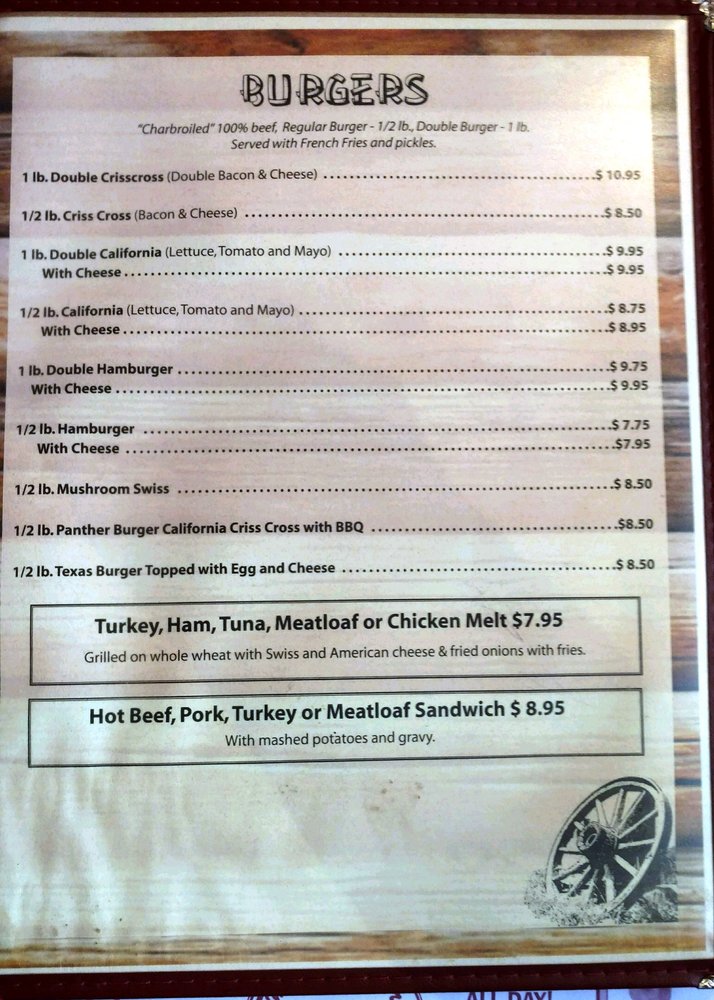 BURGERS
"Charbroiled" 100% beef, Regular Burger - 1/2 lb., Double Burger - 1 lb.
Served with French Fries and pickles.
1 lb. Double Crisscross (Double Bacon & Cheese) ........................................$ 10.95
1/2 lb. Criss Cross (Bacon & Cheese) ........................................$ 8.50
1 lb. Double California (Lettuce, Tomato and Mayo) ........................................$ 9.95
With Cheese........................................$ 9.95
1/2 lb. California (Lettuce, Tomato and Mayo) ........................................$ 8.75
With Cheese........................................$ 8.95
1 lb. Double Hamburger ........................................$ 9.75
With Cheese ........................................$ 9.95
1/2 lb. Hamburger ........................................$ 7.75
With Cheese ........................................$7.95
1/2 lb. Mushroom Swiss ........................................$ 8.50
1/2 lb. Panther Burger California Criss Cross with BBQ ........................................$8.50
1/2 lb. Texas Burger Topped with Egg and Cheese ........................................$ 8.50
Turkey, Ham, Tuna, Meatloaf or Chicken Melt $7.95
Grilled on whole wheat with Swiss and American cheese & fried onions with fries.
Hot Beef, Pork, Turkey or Meatloaf Sandwich $ 8.95
With mashed potatoes and gravy.
ALL DAY!